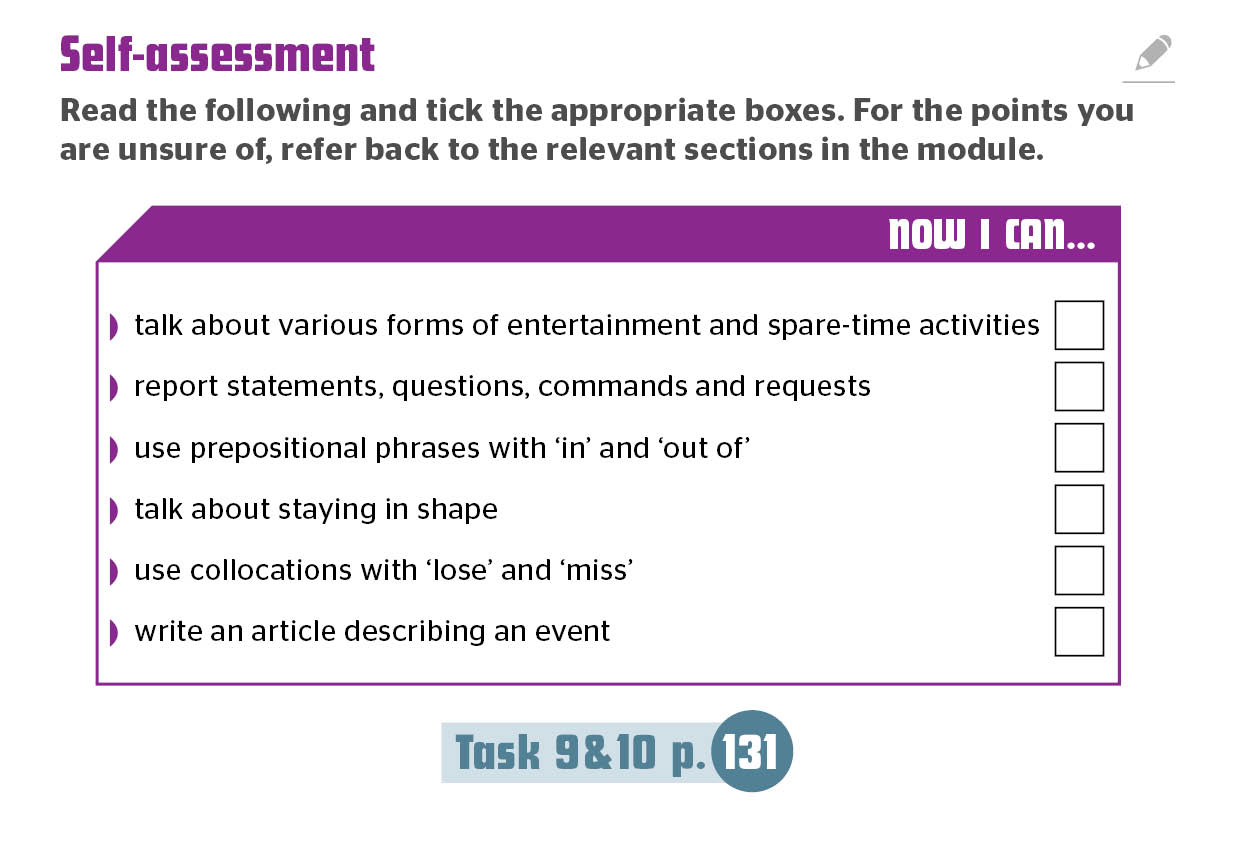 Self-assessment
Read the following and tick the appropriate boxes. For the points you
are unsure of, refer back to the relevant sections in the module.
NOW I CAN...
talk about various forms of entertainment and spare-time activities
report statements, questions, commands and requests
use prepositional phrases with ‘in’ and ‘out of’
talk about staying in shape
use collocations with ‘lose’ and ‘miss’
write an article describing an event
Task 9&10 p. 131